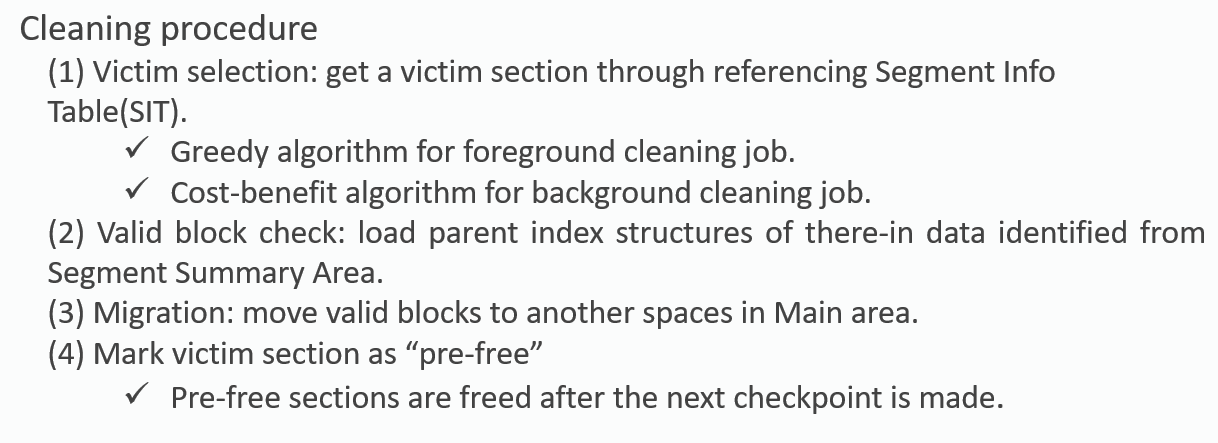 Cleaning procedure
(1) Victim selection: get a victim section through referencing Segment Info
Table(SIT).
✓ Greedy algorithm for foreground cleaning job.
✓ Cost-benefit algorithm for background cleaning job.
(2) Valid block check: load parent index structures of there-in data identified from
Segment Summary Area.
(3) Migration: move valid blocks to another spaces in Main area.
(4) Mark victim section as “pre-free”
✓ Pre-free sections are freed after the next checkpoint is made.